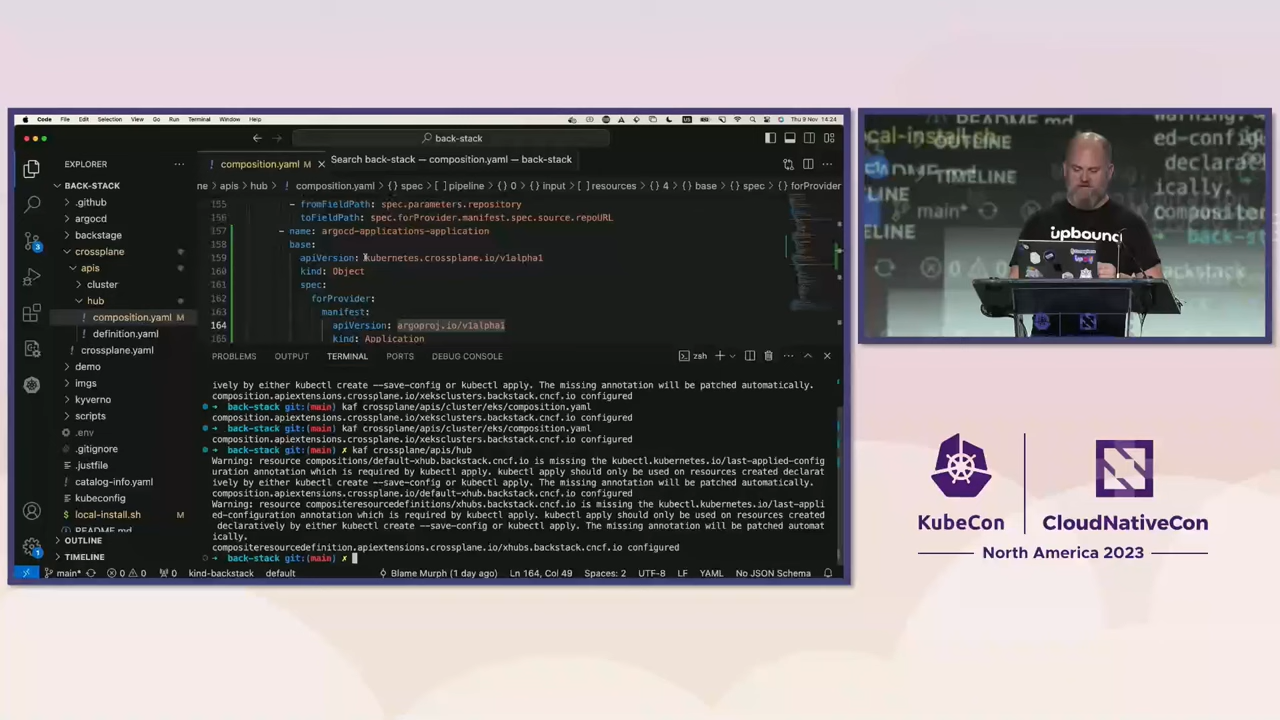 Code File Edit Selection View Go Run Terminal Window Help
Thu 9 Nov 14:24
back-stack
EXPLORER
composition.yaml M
Search back-stack — composition.yaml — back-stack
BACK-STACK
ne > apis > hub > ! composition.yaml > {} spec > [ ] pipeline > {} 0 > {} input > [ ] resources > {} 4 > {} base > {} spec > {} forProvider
.github
argocd
backstage
crossplane
apis
cluster
hub
composition.yaml M
definition.yaml
crossplane.yaml
demo
imgs
kyverno
scripts
.env
.gitignore
.justfile
catalog-info.yaml
kubeconfig
local-install.sh M
README.md
OUTLINE
TIMELINE
155 - fromFieldPath: spec.parameters.repository
156 toFieldPath: spec.forProvider.manifest.spec.source.repoURL
157 - name: argocd-applications-application
158 base:
159 apiVersion: kubernetes.crossplane.io/v1alpha1
160 kind: Object
161 spec:
162 forProvider:
163 manifest:
164 apiVersion: argoproj.io/v1alpha1
165 kind: Application
PROBLEMS OUTPUT TERMINAL PORTS DEBUG CONSOLE
zsh
ively by either kubectl create --save-config or kubectl apply. The missing annotation will be patched automatically.
composition.apiextensions.crossplane.io/xeksclusters.backstack.cncf.io configured
→ back-stack git:(main) kaf crossplane/apis/cluster/eks/composition.yaml
composition.apiextensions.crossplane.io/xeksclusters.backstack.cncf.io configured
→ back-stack git:(main) kaf crossplane/apis/cluster/eks/composition.yaml
composition.apiextensions.crossplane.io/xeksclusters.backstack.cncf.io configured
→ back-stack git:(main) ✗ kaf crossplane/apis/hub
Warning: resource compositions/default-xhub.backstack.cncf.io is missing the kubectl.kubernetes.io/last-applied-config
uration annotation which is required by kubectl apply. kubectl apply should only be used on resources created declarat
ively by either kubectl create --save-config or kubectl apply. The missing annotation will be patched automatically.
composition.apiextensions.crossplane.io/default-xhub.backstack.cncf.io configured
Warning: resource compositeresourcedefinitions/xhubs.backstack.cncf.io is missing the kubectl.kubernetes.io/last-appli
ed-configuration annotation which is required by kubectl apply. kubectl apply should only be used on resources created
declaratively by either kubectl create --save-config or kubectl apply. The missing annotation will be patched automat
ically.
compositeresourcedefinition.apiextensions.crossplane.io/xhubs.backstack.cncf.io configured
→ back-stack git:(main) ✗
main* 0 0 0 kind-backstack default Blame Murph (1 day ago) Ln 164, Col 49 Spaces: 2 UTF-8 LF YAML No JSON Schema
upbound
OUTLINE
main*
KubeCon
CloudNativeCon
North America 2023